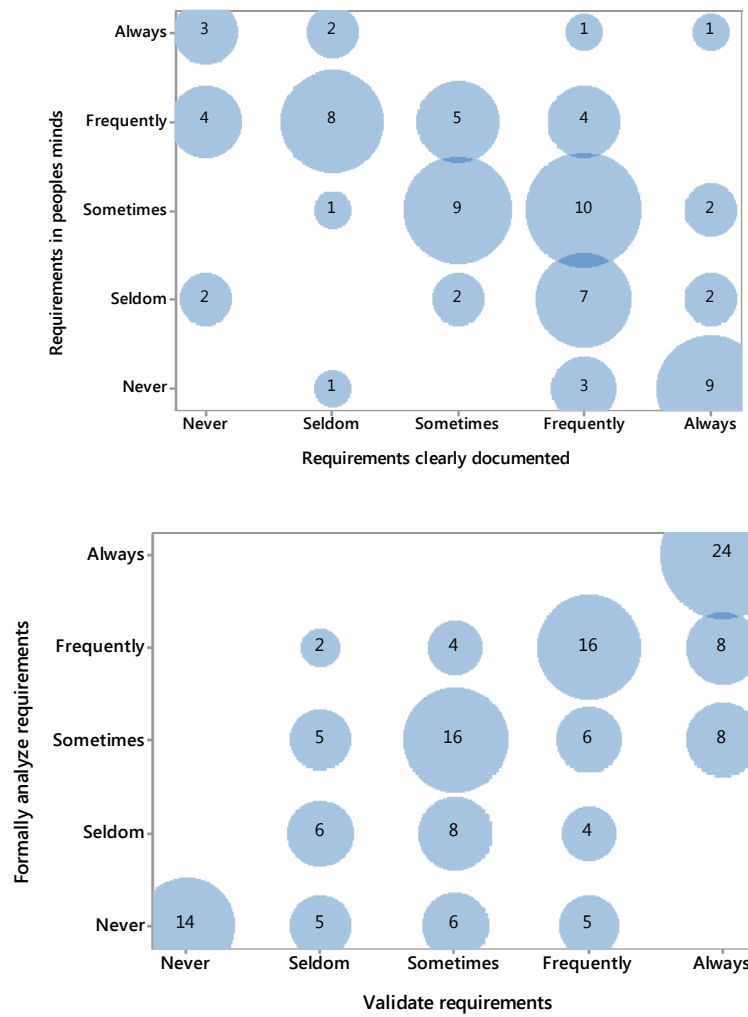 Always 3 2 1 1
Frequently 4 8 5 4
Sometimes 1 9 10 2
Seldom 2 2 7 2
Never 1 3 9
Requirements in peoples minds
Never Seldom Sometimes Frequently Always
Requirements clearly documented
Always 24
Frequently 2 4 16 8
Sometimes 5 16 6 8
Seldom 6 8 4
Never 14 5 6 5
Formally analyze requirements
Never Seldom Sometimes Frequently Always
Validate requirements